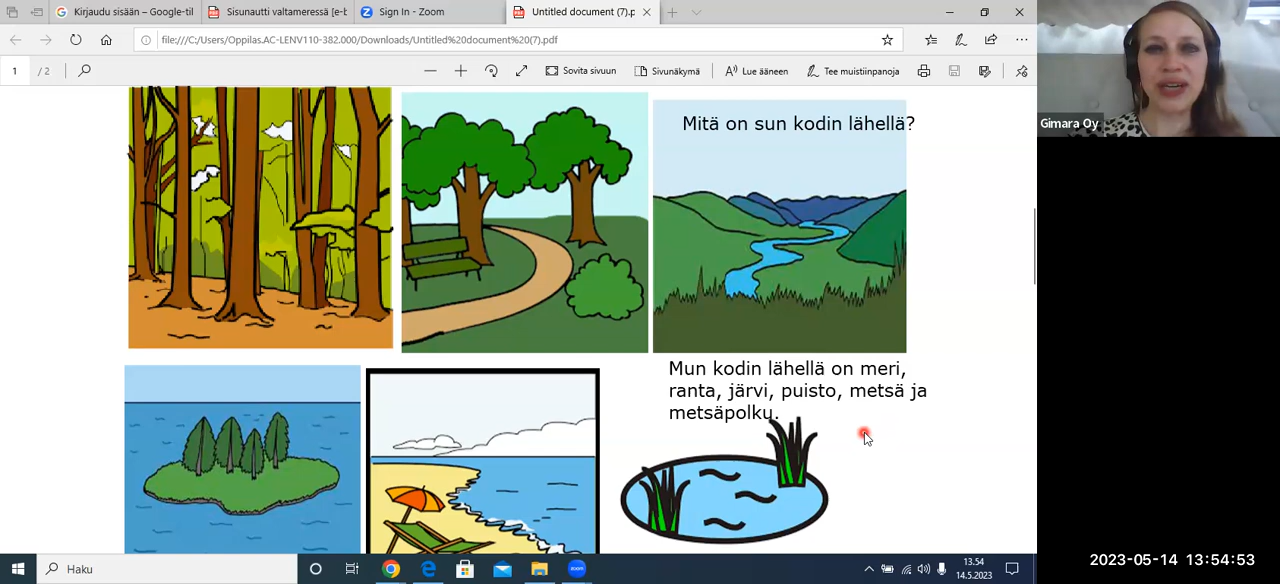 Kirjaudu sisään – Google-til
Sisunautti valtameressä [e-b
Sign In - Zoom
Untitled document (7).p
file:///C:/Users/Oppilas.AC-LENV110-382.000/Downloads/Untitled%20document%20(7).pdf
1 / 2
Sovita sivuun
Sivunäkymä
Lue ääneen
Tee muistiinpanoja
Gimara Oy
Mitä on sun kodin lähellä?
Mun kodin lähellä on meri,
ranta, järvi, puisto, metsä ja
metsäpolku.
Haku
zoom
13.54
14.5.2023
2023-05-14 13:54:53